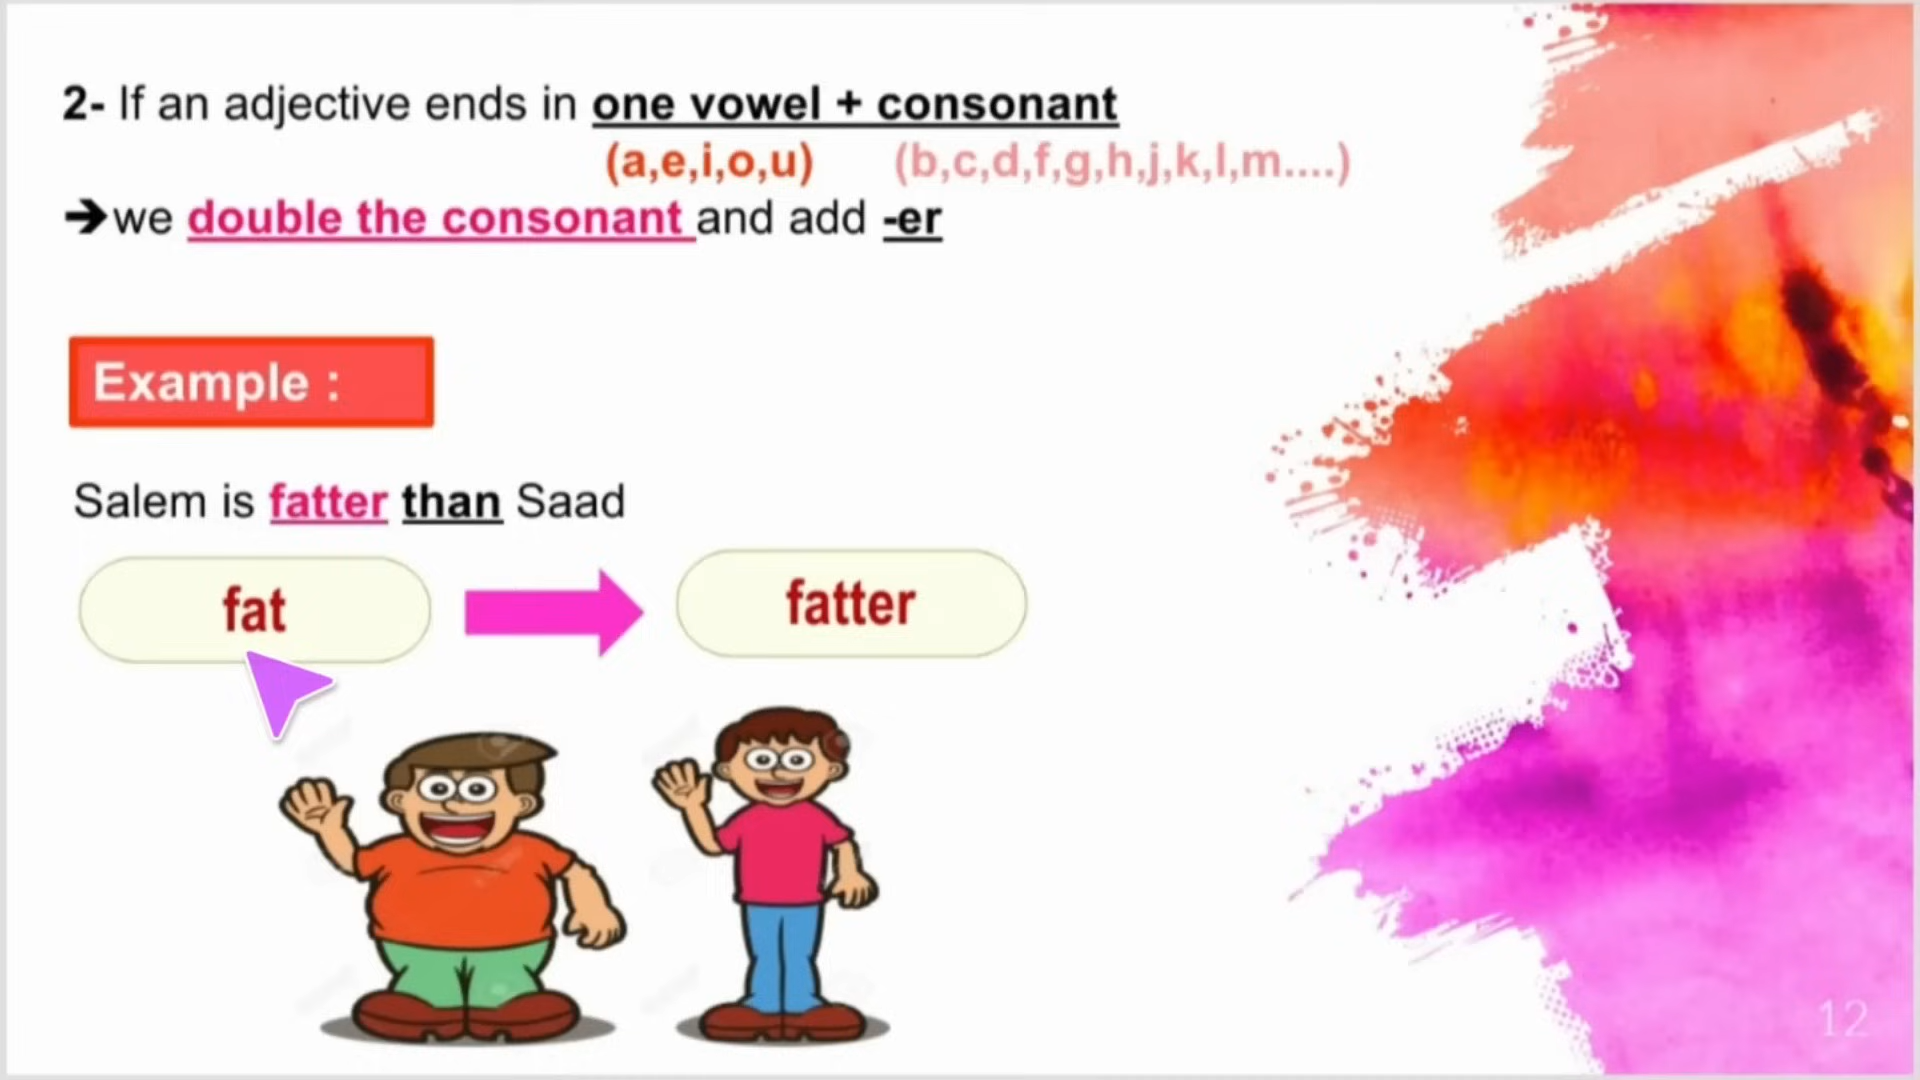 2- If an adjective ends in one vowel + consonant
(a,e,i,o,u) (b,c,d,f,g,h,j,k,l,m....)
➔we double the consonant and add -er
Example :
Salem is fatter than Saad
fat fatter
12